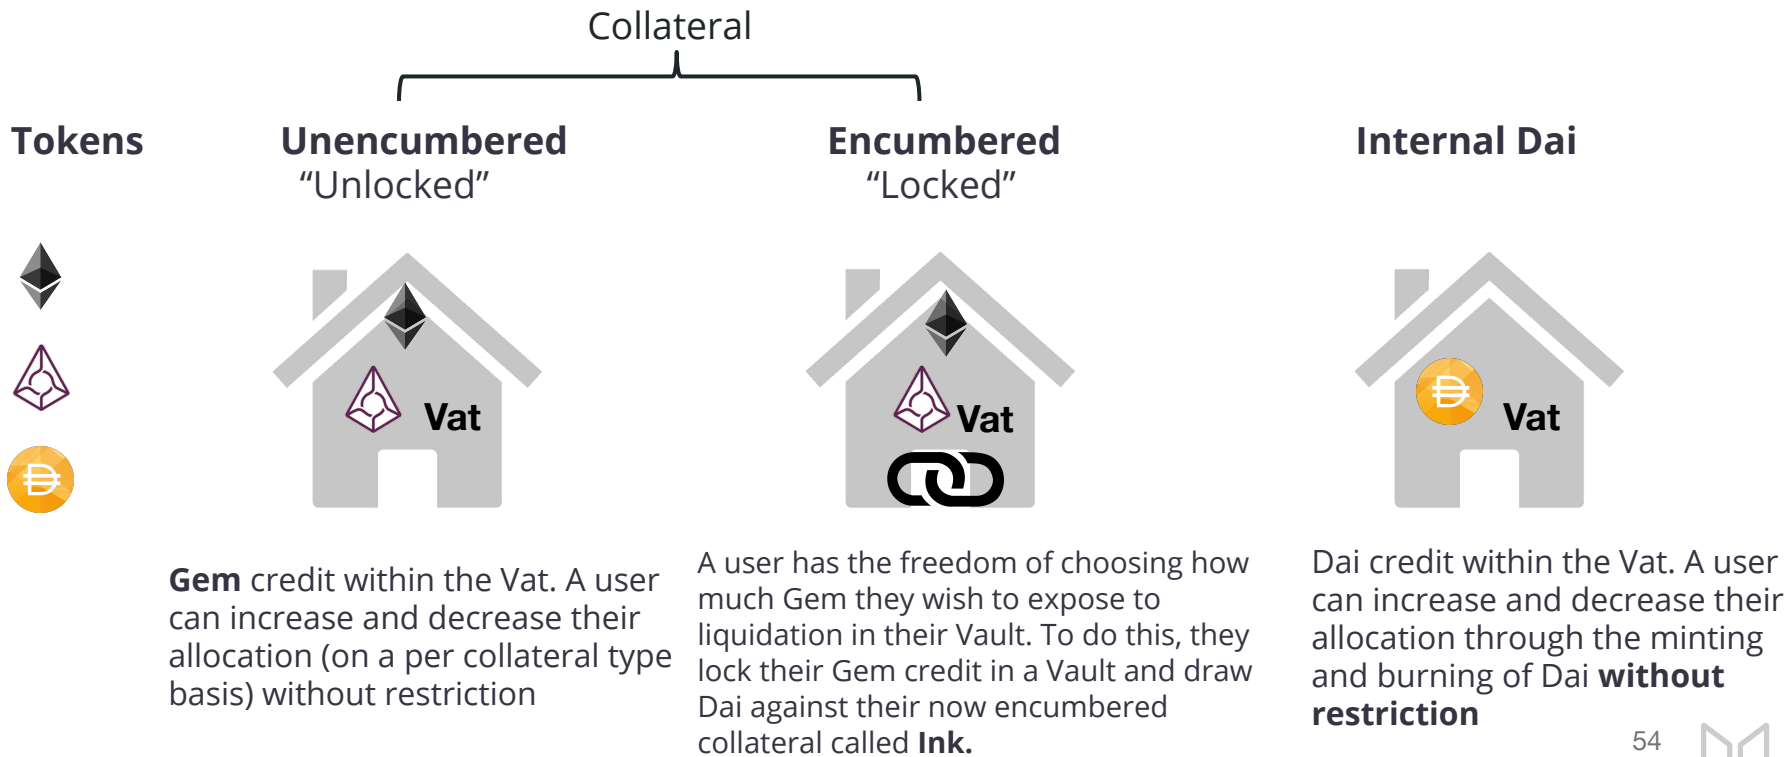 Collateral
Tokens
Unencumbered
“Unlocked”
Encumbered
“Locked”
Internal Dai
Vat
Vat
Vat
Gem credit within the Vat. A user
can increase and decrease their
allocation (on a per collateral type
basis) without restriction
A user has the freedom of choosing how
much Gem they wish to expose to
liquidation in their Vault. To do this, they
lock their Gem credit in a Vault and draw
Dai against their now encumbered
collateral called Ink.
Dai credit within the Vat. A user
can increase and decrease their
allocation through the minting
and burning of Dai without
restriction
54